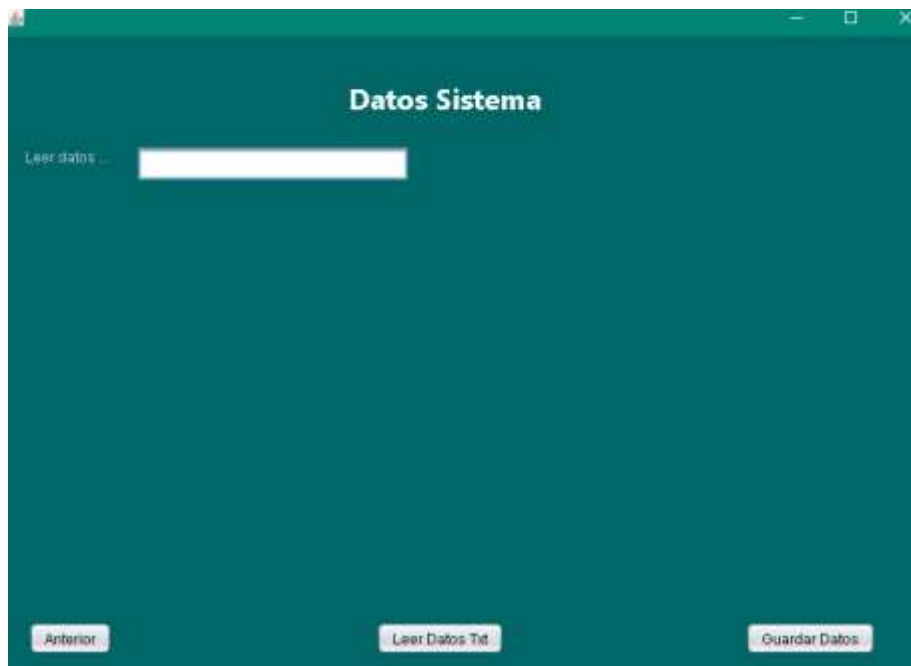 Datos Sistema
Leer datos ...
Anterior
Leer Datos Txt
Guardar Datos